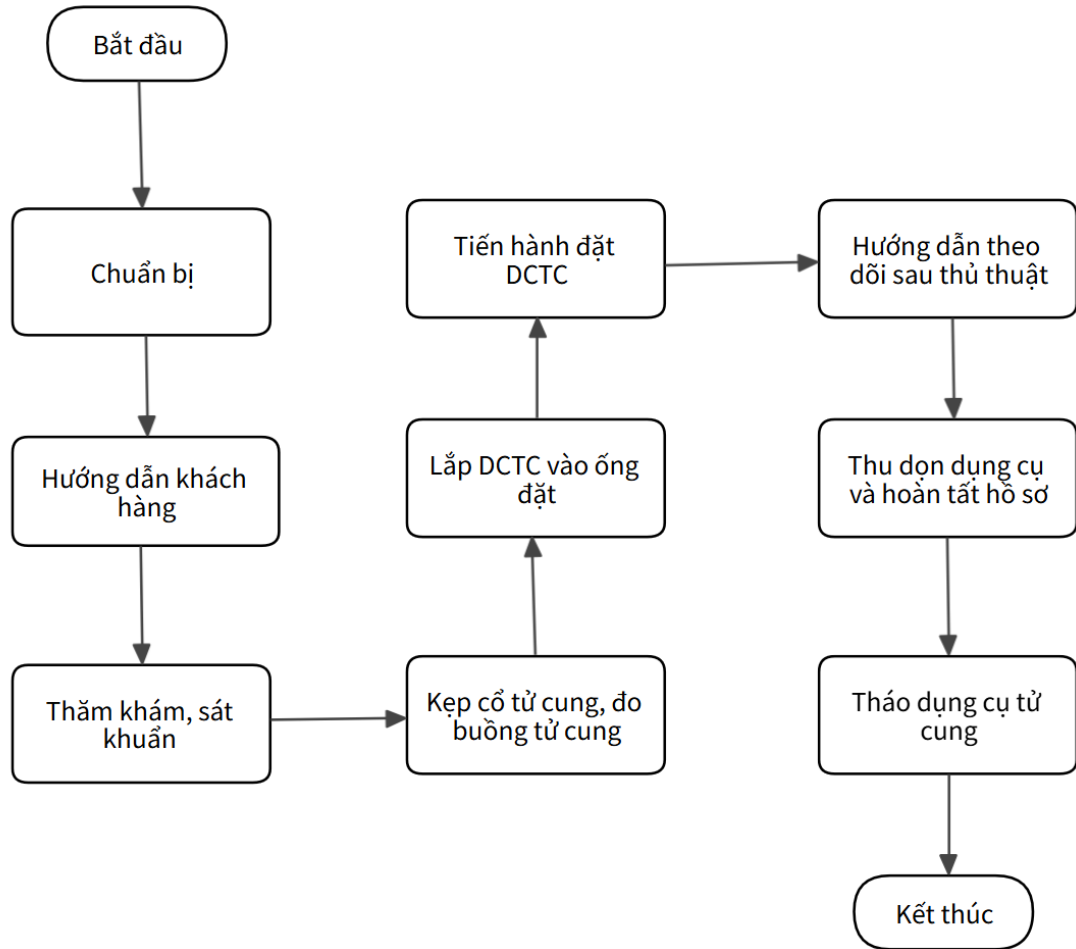 Bắt đầu
Chuẩn bị
Hướng dẫn khách
hàng
Thăm khám, sát
khuẩn
Kẹp cổ tử cung, đo
buồng tử cung
Lắp DCTC vào ống
đặt
Tiến hành đặt
DCTC
Hướng dẫn theo
dõi sau thủ thuật
Thu dọn dụng cụ
và hoàn tất hồ sơ
Tháo dụng cụ tử
cung
Kết thúc